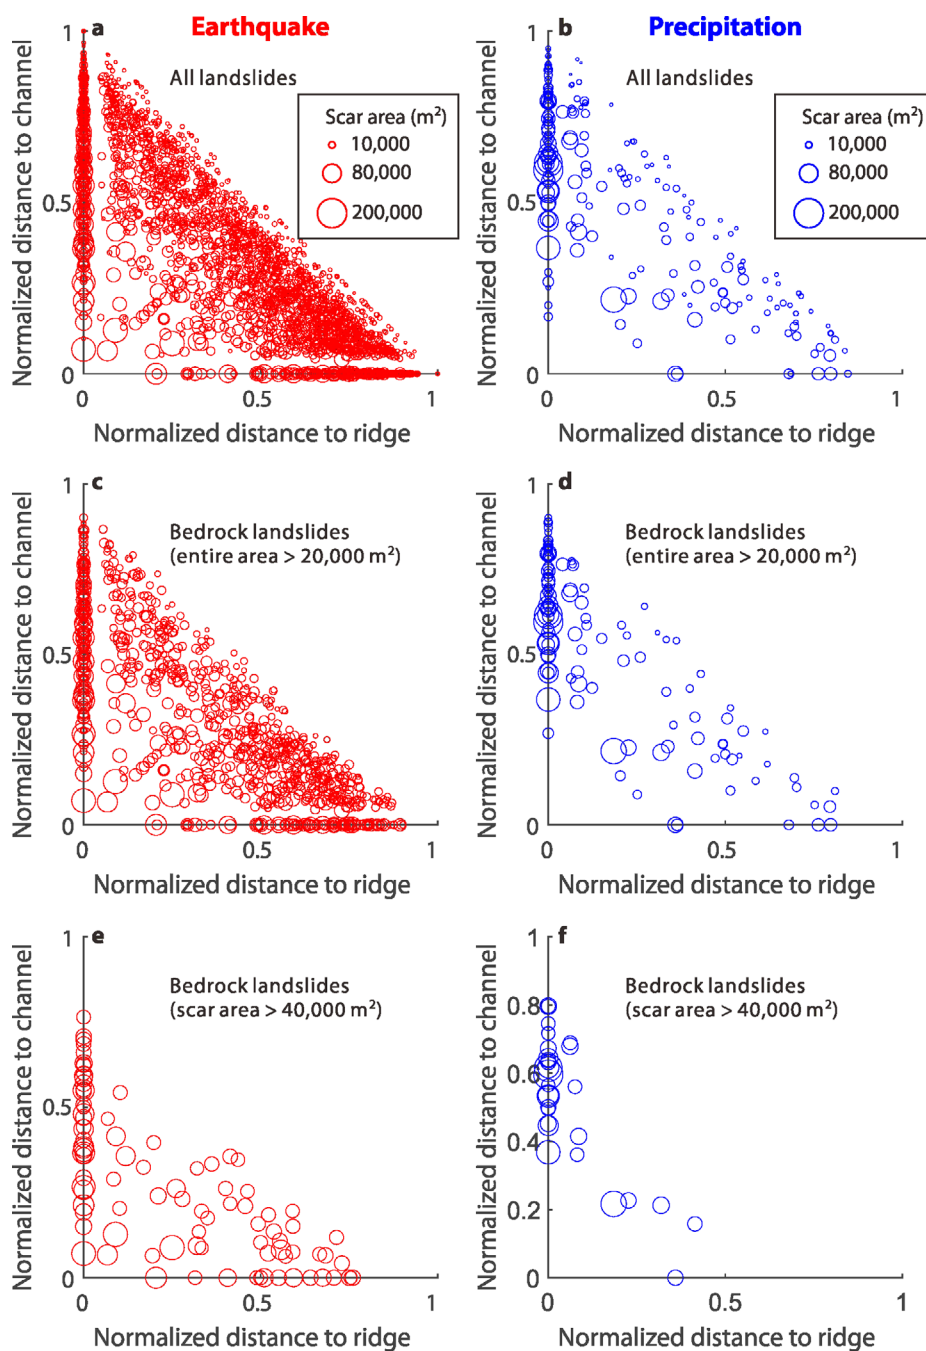 a Earthquake
b Precipitation
1
All landslides
Scar area (m²)
10,000
80,000
200,000
Normalized distance to channel
0.5
0
0 0.5 1
Normalized distance to ridge
1
All landslides
Scar area (m²)
10,000
80,000
200,000
Normalized distance to channel
0.5
0
0 0.5 1
Normalized distance to ridge
c
1
Bedrock landslides
(entire area > 20,000 m²)
Normalized distance to channel
0.5
0
0 0.5 1
Normalized distance to ridge
d
1
Bedrock landslides
(entire area > 20,000 m²)
Normalized distance to channel
0.5
0
0 0.5 1
Normalized distance to ridge
e
1
Bedrock landslides
(scar area > 40,000 m²)
Normalized distance to channel
0.5
0
0 0.5 1
Normalized distance to ridge
f
1
Bedrock landslides
(scar area > 40,000 m²)
Normalized distance to channel
0.8
0.6
0.4
0.2
0
0 0.5 1
Normalized distance to ridge